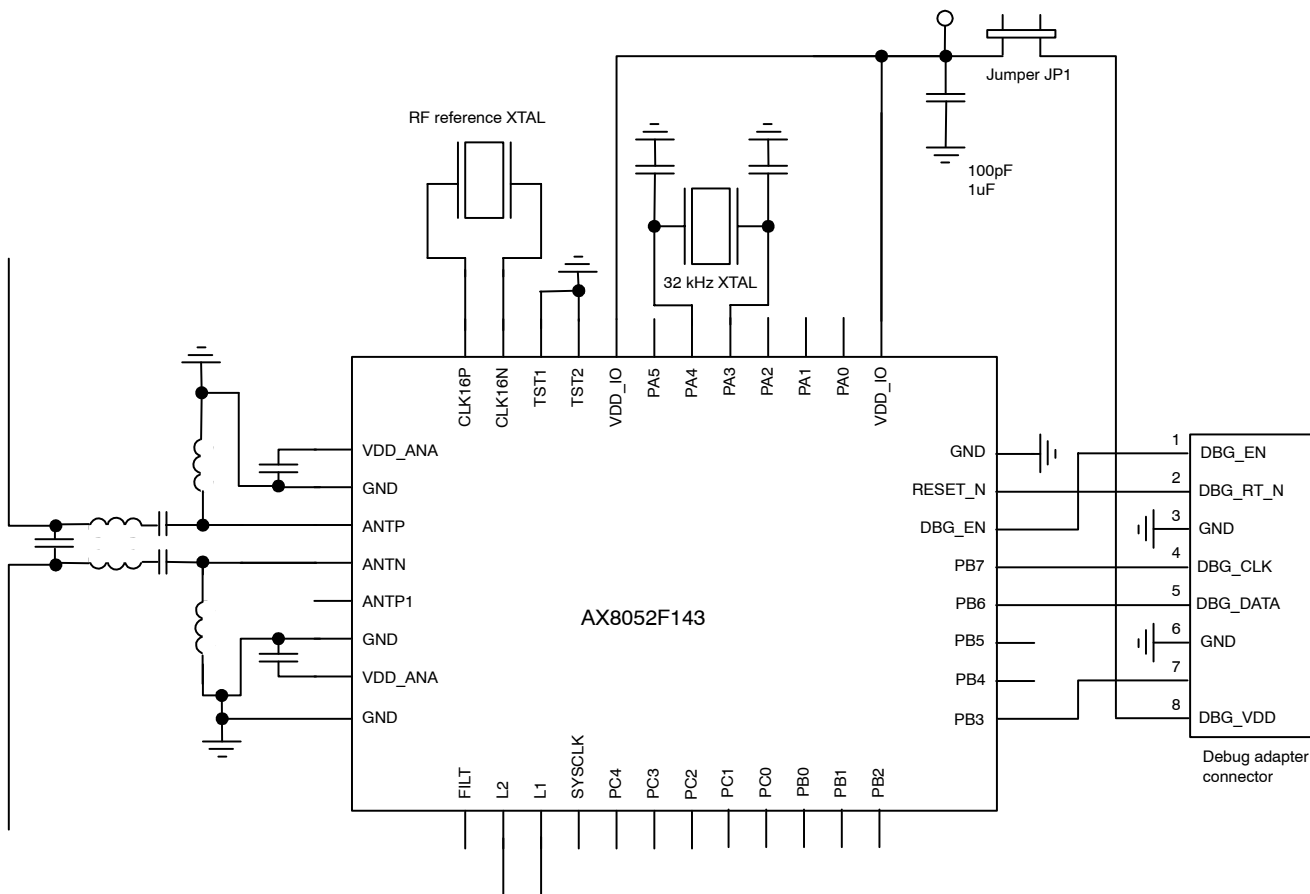 Jumper JP1
RF reference XTAL
100pF
1uF
32 kHz XTAL
CLK16P
CLK16N
TST1
TST2
VDD_IO
PA5
PA4
PA3
PA2
PA1
PA0
VDD_IO
VDD_ANA
GND
ANTP
ANTN
ANTP1
GND
VDD_ANA
GND
AX8052F143
GND
RESET_N
DBG_EN
PB7
PB6
PB5
PB4
PB3
1
2
3
4
5
6
7
8
DBG_EN
DBG_RT_N
GND
DBG_CLK
DBG_DATA
GND
DBG_VDD
Debug adapter
connector
FILT
L2
L1
SYSCLK
PC4
PC3
PC2
PC1
PC0
PB0
PB1
PB2